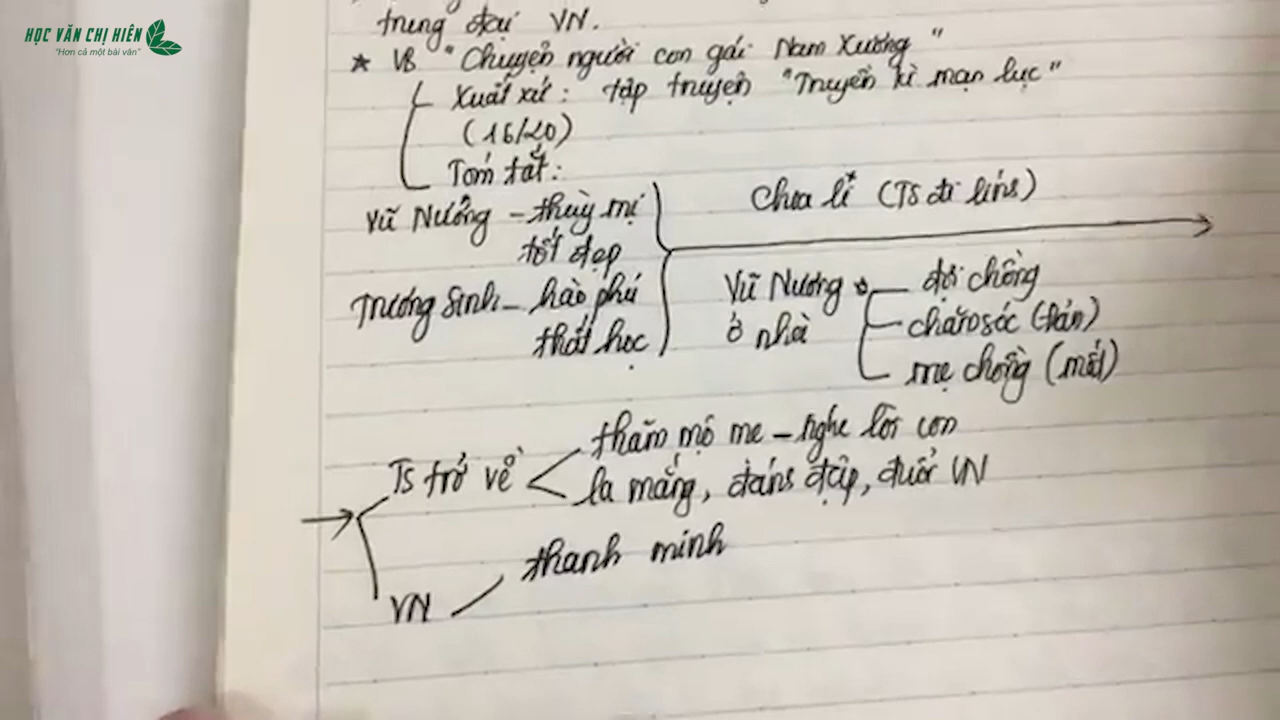 HỌC VĂN CHỊ HIÊN
"Hơn cả một bài văn"
trung đại VN.
* VB "Chuyện người con gái Nam Xương"
Xuất xứ: tập truyện "Truyền kì mạn lục"
(16/20)
Tóm tắt:
Vũ Nương - thùy mị
tốt đẹp
Trương Sinh - hào phú
thất học
Chia li (TS đi lính)
Vũ Nương
ở nhà
đợi chồng
chăm sóc (Đản)
mẹ chồng (mất)
TS trở về
thăm mộ mẹ - nghe lời con
la mắng, đánh đập, đuổi VN
VN
thanh minh